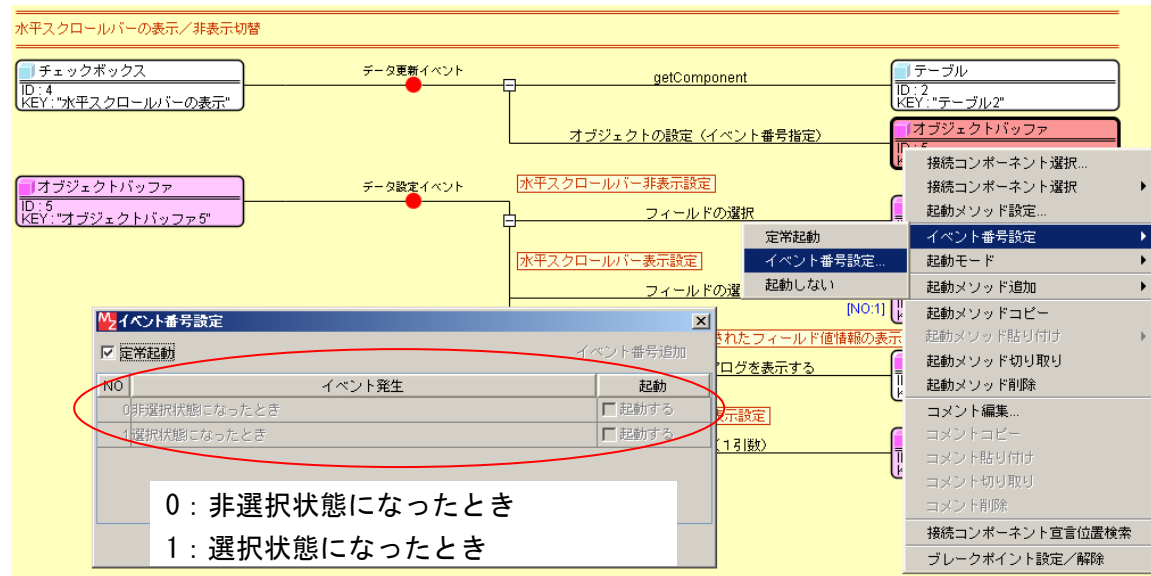 水平スクロールバーの表示／非表示切替
チェックボックス
ID：4
KEY："水平スクロールバーの表示"
データ更新イベント
getComponent
テーブル
ID：2
KEY："テーブル2"
オブジェクトの設定（イベント番号指定）
オブジェクトバッファ
オブジェクトバッファ
ID：5
KEY："オブジェクトバッファ5"
データ設定イベント
水平スクロールバー非表示設定
フィールドの選択
水平スクロールバー表示設定
フィールドの選
[NO:1]
されたフィールド値情報の表示
アログを表示する
表示設定
（1引数）
接続コンポーネント選択...
接続コンポーネント選択
起動メソッド設定...
イベント番号設定
起動モード
起動メソッド追加
起動メソッドコピー
起動メソッド貼り付け
起動メソッド切り取り
起動メソッド削除
コメント編集...
コメントコピー
コメント貼り付け
コメント切り取り
コメント削除
接続コンポーネント宣言位置検索
ブレークポイント設定／解除
定常起動
イベント番号設定...
起動しない
イベント番号設定
定常起動
イベント番号追加
NO イベント発生 起動
0 非選択状態になったとき 起動する
1 選択状態になったとき 起動する
0：非選択状態になったとき
1：選択状態になったとき